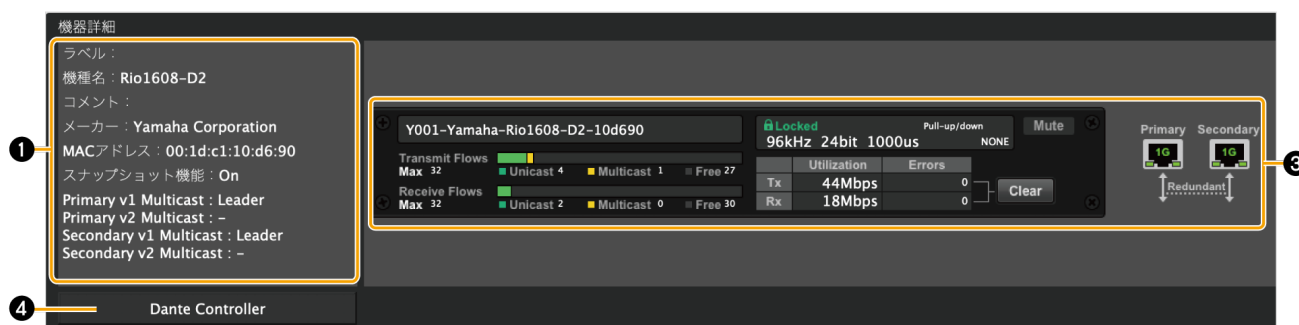 機器詳細
ラベル：
機種名：Rio1608-D2
コメント：
メーカー：Yamaha Corporation
MACアドレス：00:1d:c1:10:d6:90
スナップショット機能：On
Primary v1 Multicast : Leader
Primary v2 Multicast : -
Secondary v1 Multicast : Leader
Secondary v2 Multicast : -
❶
Y001-Yamaha-Rio1608-D2-10d690
Transmit Flows
Max 32 Unicast 4 Multicast 1 Free 27
Receive Flows
Max 32 Unicast 2 Multicast 0 Free 30
Locked Pull-up/down
96kHz 24bit 1000us NONE
Utilization Errors
Tx 44Mbps 0
Rx 18Mbps 0
Clear
Mute
Primary Secondary
1G 1G
Redundant
❸
❹
Dante Controller